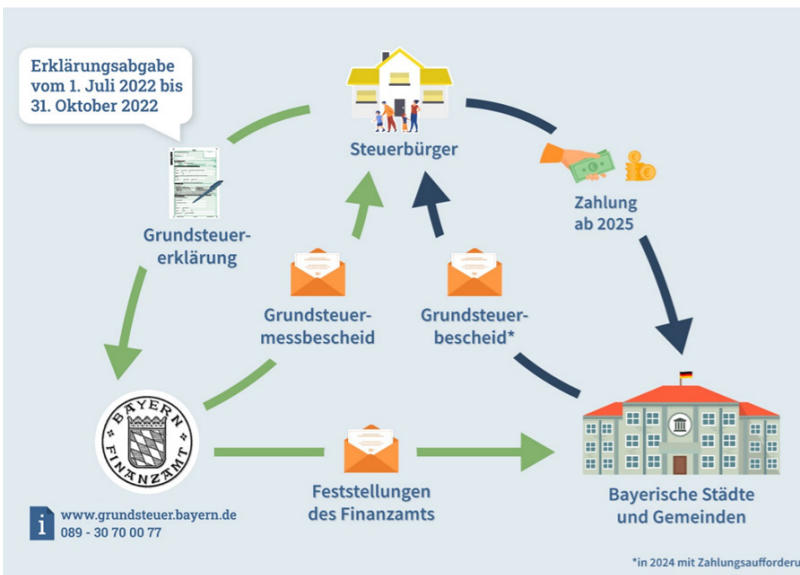 Erklärungsabgabe
vom 1. Juli 2022 bis
31. Oktober 2022
Steuerbürger
Zahlung
ab 2025
Grundsteuer-
erklärung
Grundsteuer-
messbescheid
Grundsteuer-
bescheid*
BAYERN
FINANZAMT
Feststellungen
des Finanzamts
Bayerische Städte
und Gemeinden
i
www.grundsteuer.bayern.de
089 - 30 70 00 77
*in 2024 mit Zahlungsaufforderu